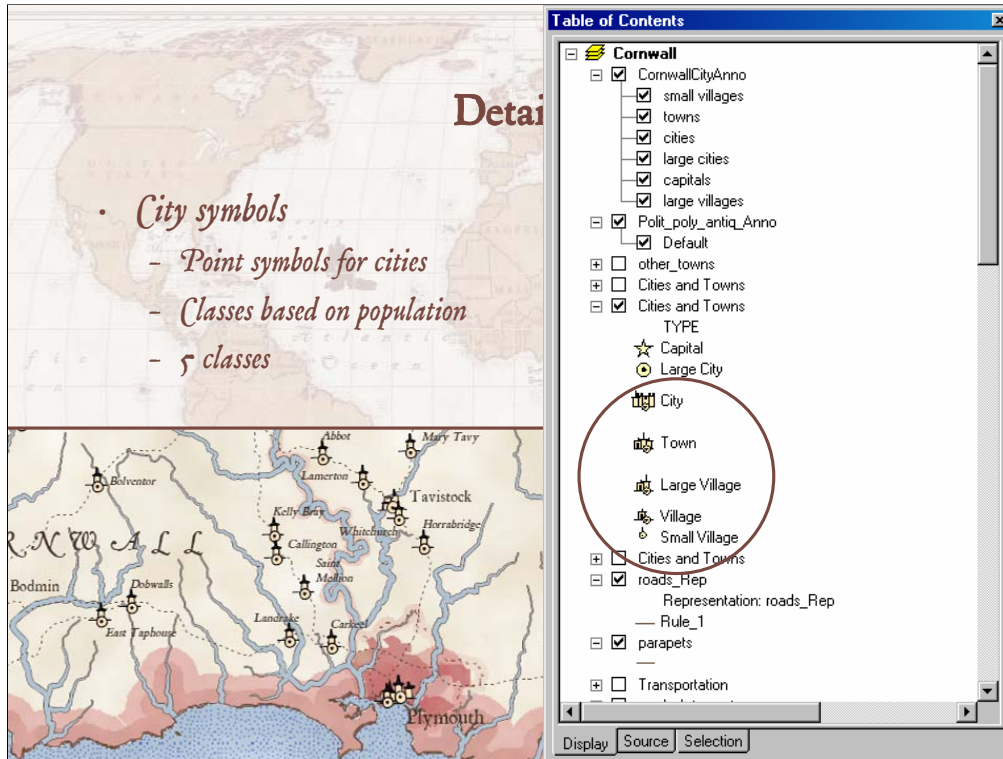 Detai
• City symbols
– Point symbols for cities
– Classes based on population
– 5 classes
Abbot
Mary Tavy
Bolventor
Lamerton
Tavistock
Kelly Bray
Whitchurch
Horrabridge
RNWALL
Callington
Saint
Mellion
Bodmin
Dobwalls
Landrake
Carkeel
East Taphouse
Plymouth
Table of Contents
Cornwall
CornwallCityAnno
small villages
towns
cities
large cities
capitals
large villages
Polit_poly_antiq_Anno
Default
other_towns
Cities and Towns
Cities and Towns
TYPE
Capital
Large City
City
Town
Large Village
Village
Small Village
Cities and Towns
roads_Rep
Representation: roads_Rep
Rule_1
parapets
Transportation
Display Source Selection